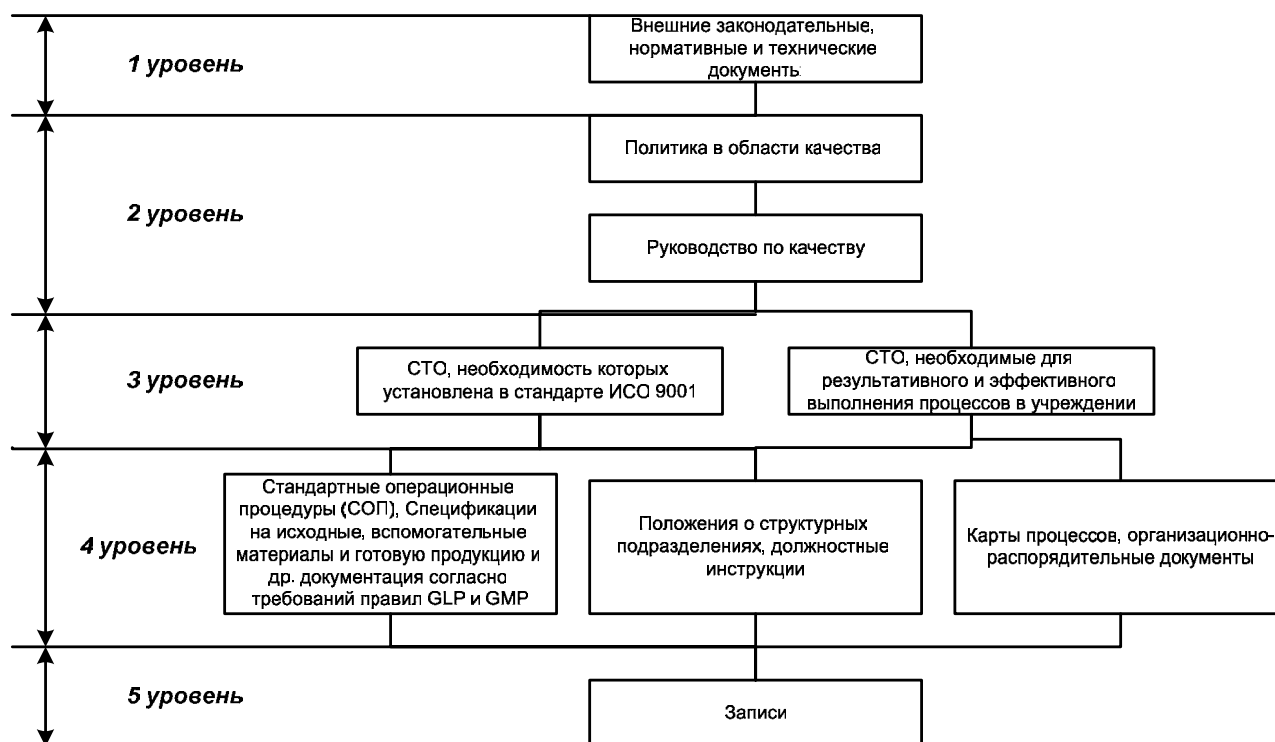 1 уровень
Внешние законодательные,
нормативные и технические
документы
2 уровень
Политика в области качества
Руководство по качеству
3 уровень
СТО, необходимость которых
установлена в стандарте ИСО 9001
СТО, необходимые для
результативного и эффективного
выполнения процессов в учреждении
4 уровень
Стандартные операционные
процедуры (СОП), Спецификации
на исходные, вспомогательные
материалы и готовую продукцию и
др. документация согласно
требований правил GLP и GMP
Положения о структурных
подразделениях, должностные
инструкции
Карты процессов, организационно-
распорядительные документы
5 уровень
Записи